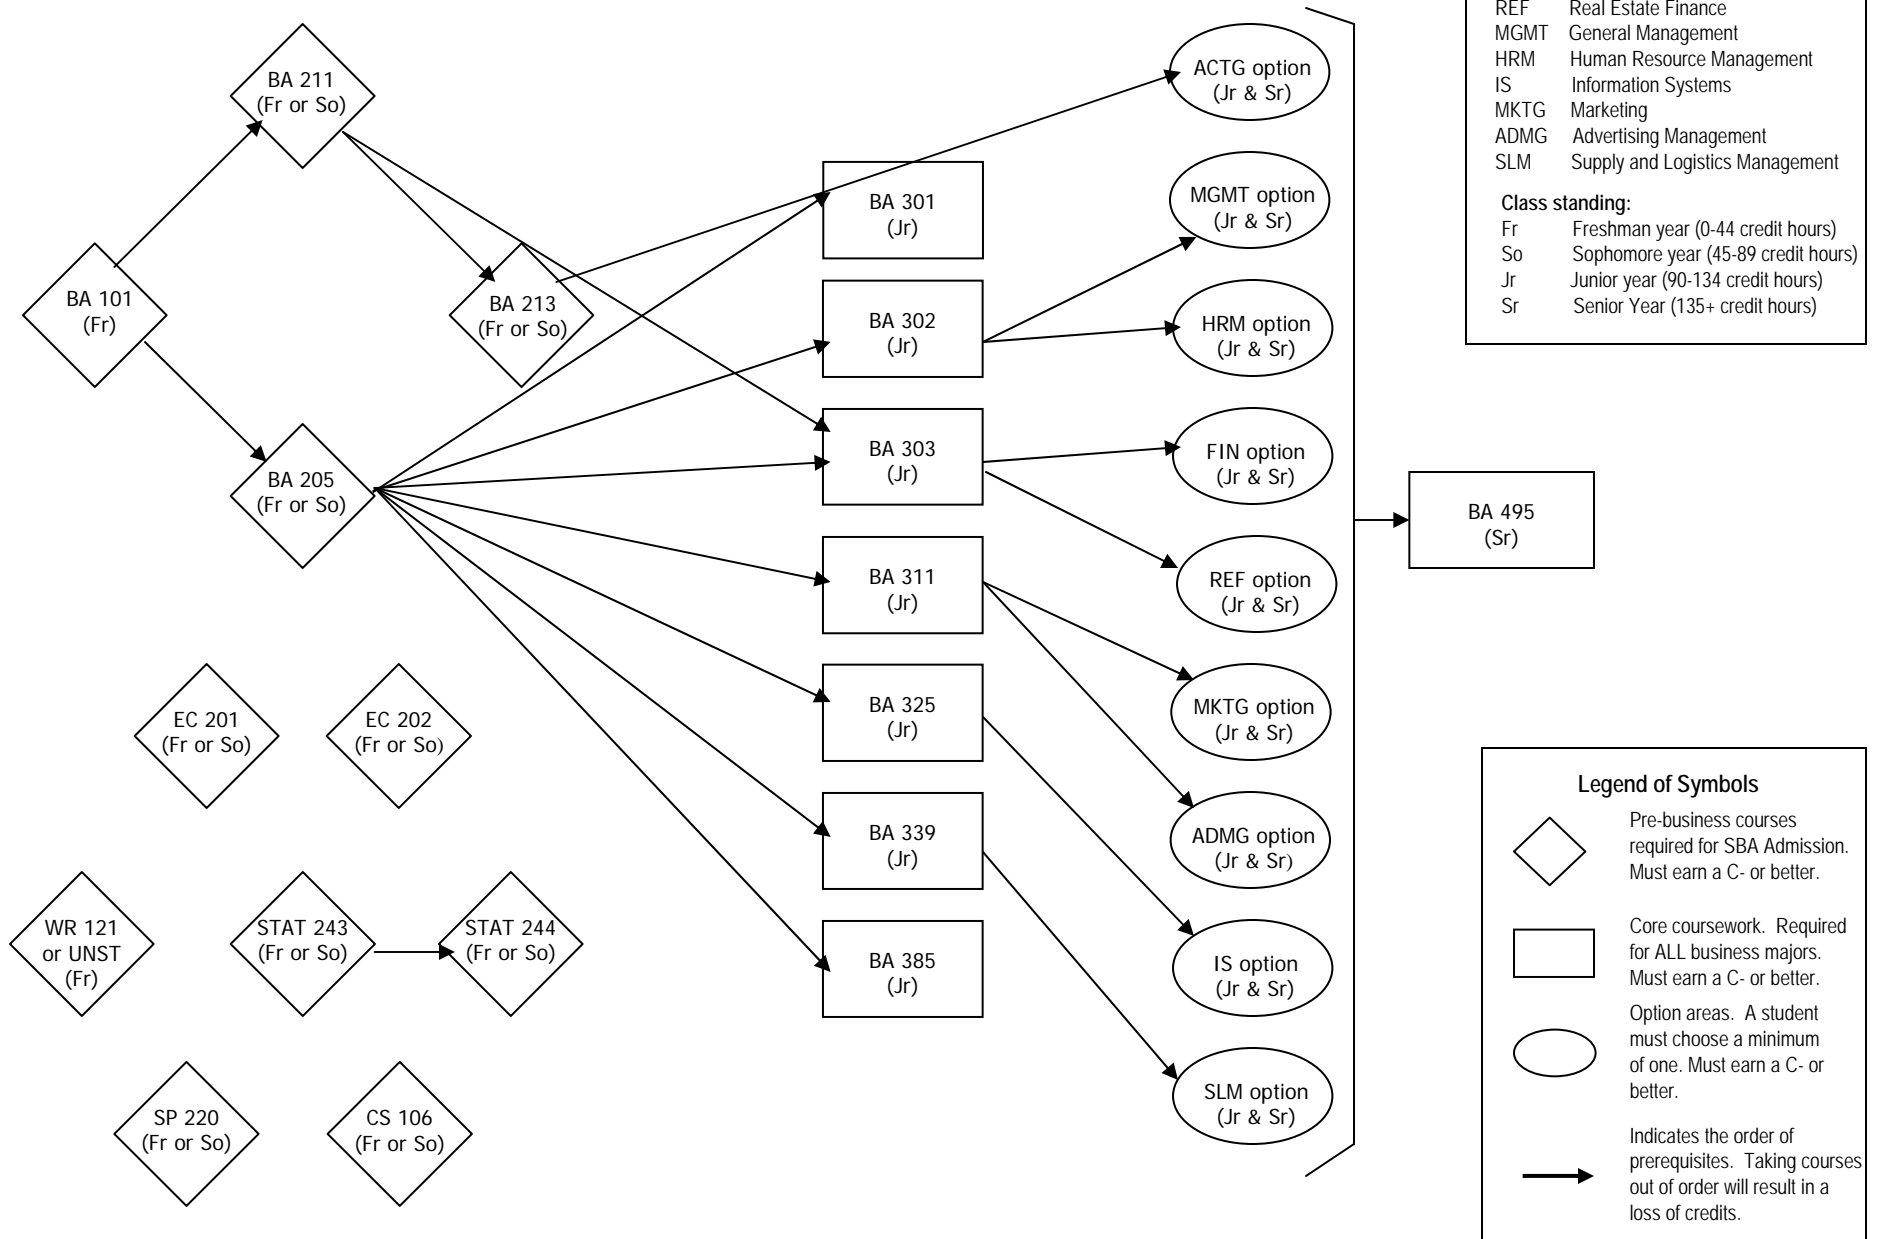 BA 211
(Fr or So)
BA 101
(Fr)
BA 213
(Fr or So)
BA 205
(Fr or So)
EC 201
(Fr or So)
EC 202
(Fr or So)
WR 121
or UNST
(Fr)
STAT 243
(Fr or So)
STAT 244
(Fr or So)
SP 220
(Fr or So)
CS 106
(Fr or So)
BA 301
(Jr)
BA 302
(Jr)
BA 303
(Jr)
BA 311
(Jr)
BA 325
(Jr)
BA 339
(Jr)
BA 385
(Jr)
ACTG option
(Jr & Sr)
MGMT option
(Jr & Sr)
HRM option
(Jr & Sr)
FIN option
(Jr & Sr)
REF option
(Jr & Sr)
MKTG option
(Jr & Sr)
ADMG option
(Jr & Sr)
IS option
(Jr & Sr)
SLM option
(Jr & Sr)
BA 495
(Sr)
REF Real Estate Finance
MGMT General Management
HRM Human Resource Management
IS Information Systems
MKTG Marketing
ADMG Advertising Management
SLM Supply and Logistics Management
Class standing:
Fr Freshman year (0-44 credit hours)
So Sophomore year (45-89 credit hours)
Jr Junior year (90-134 credit hours)
Sr Senior Year (135+ credit hours)
Legend of Symbols
Pre-business courses
required for SBA Admission.
Must earn a C- or better.
Core coursework. Required
for ALL business majors.
Must earn a C- or better.
Option areas. A student
must choose a minimum
of one. Must earn a C- or
better.
Indicates the order of
prerequisites. Taking courses
out of order will result in a
loss of credits.